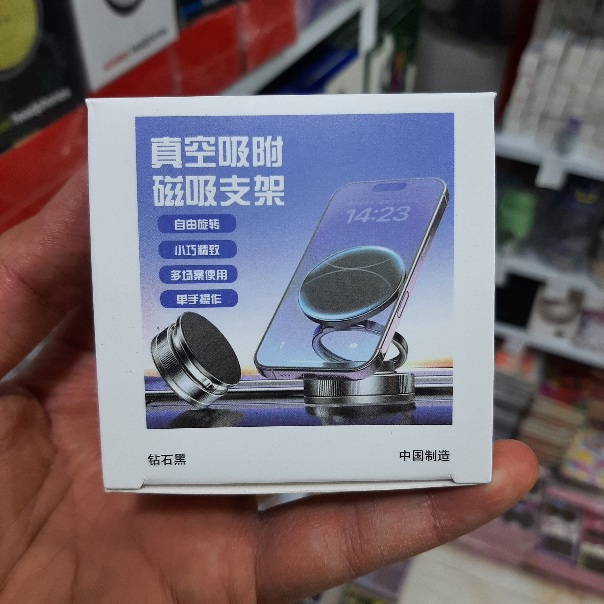 真空吸附
磁吸支架
自由旋转
小巧精致
多场景使用
单手操作
14:23
钻石黑
中国制造